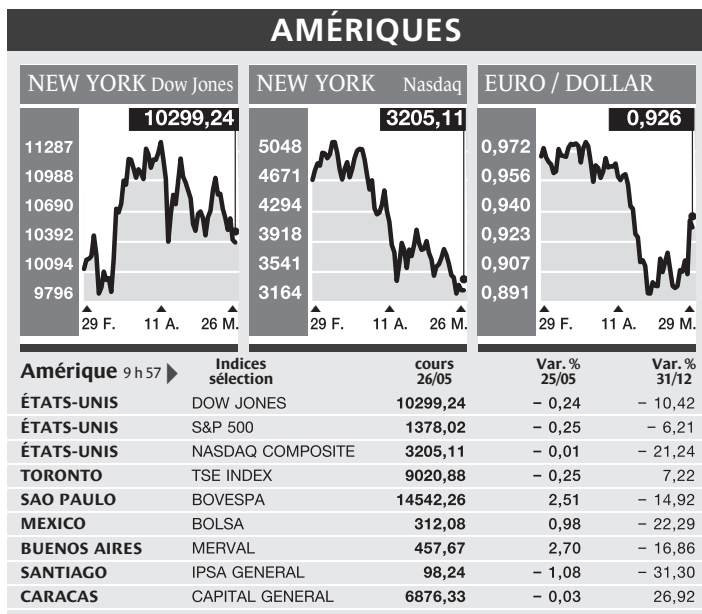 AMÉRIQUES
NEW YORK Dow Jones
10299,24
11287
10988
10690
10392
10094
9796
29 F. 11 A. 26 M.
NEW YORK Nasdaq
3205,11
5048
4671
4294
3918
3541
3164
29 F. 11 A. 26 M.
EURO / DOLLAR
0,926
0,972
0,956
0,940
0,923
0,907
0,891
29 F. 11 A. 29 M.
Amérique 9 h 57 Indices sélection cours 26/05 Var. % 25/05 Var. % 31/12
ÉTATS-UNIS DOW JONES 10299,24 – 0,24 – 10,42
ÉTATS-UNIS S&P 500 1378,02 – 0,25 – 6,21
ÉTATS-UNIS NASDAQ COMPOSITE 3205,11 – 0,01 – 21,24
TORONTO TSE INDEX 9020,88 – 0,25 7,22
SAO PAULO BOVESPA 14542,26 2,51 – 14,92
MEXICO BOLSA 312,08 0,98 – 22,29
BUENOS AIRES MERVAL 457,67 2,70 – 16,86
SANTIAGO IPSA GENERAL 98,24 – 1,08 – 31,30
CARACAS CAPITAL GENERAL 6876,33 – 0,03 26,92